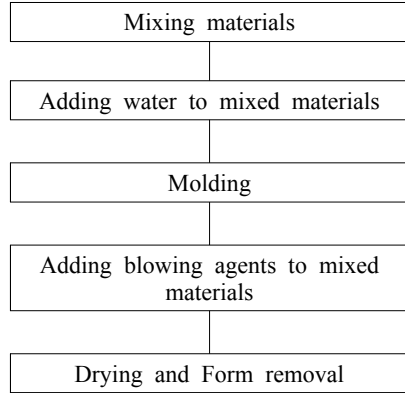 Mixing materials
Adding water to mixed materials
Molding
Adding blowing agents to mixed
materials
Drying and Form removal